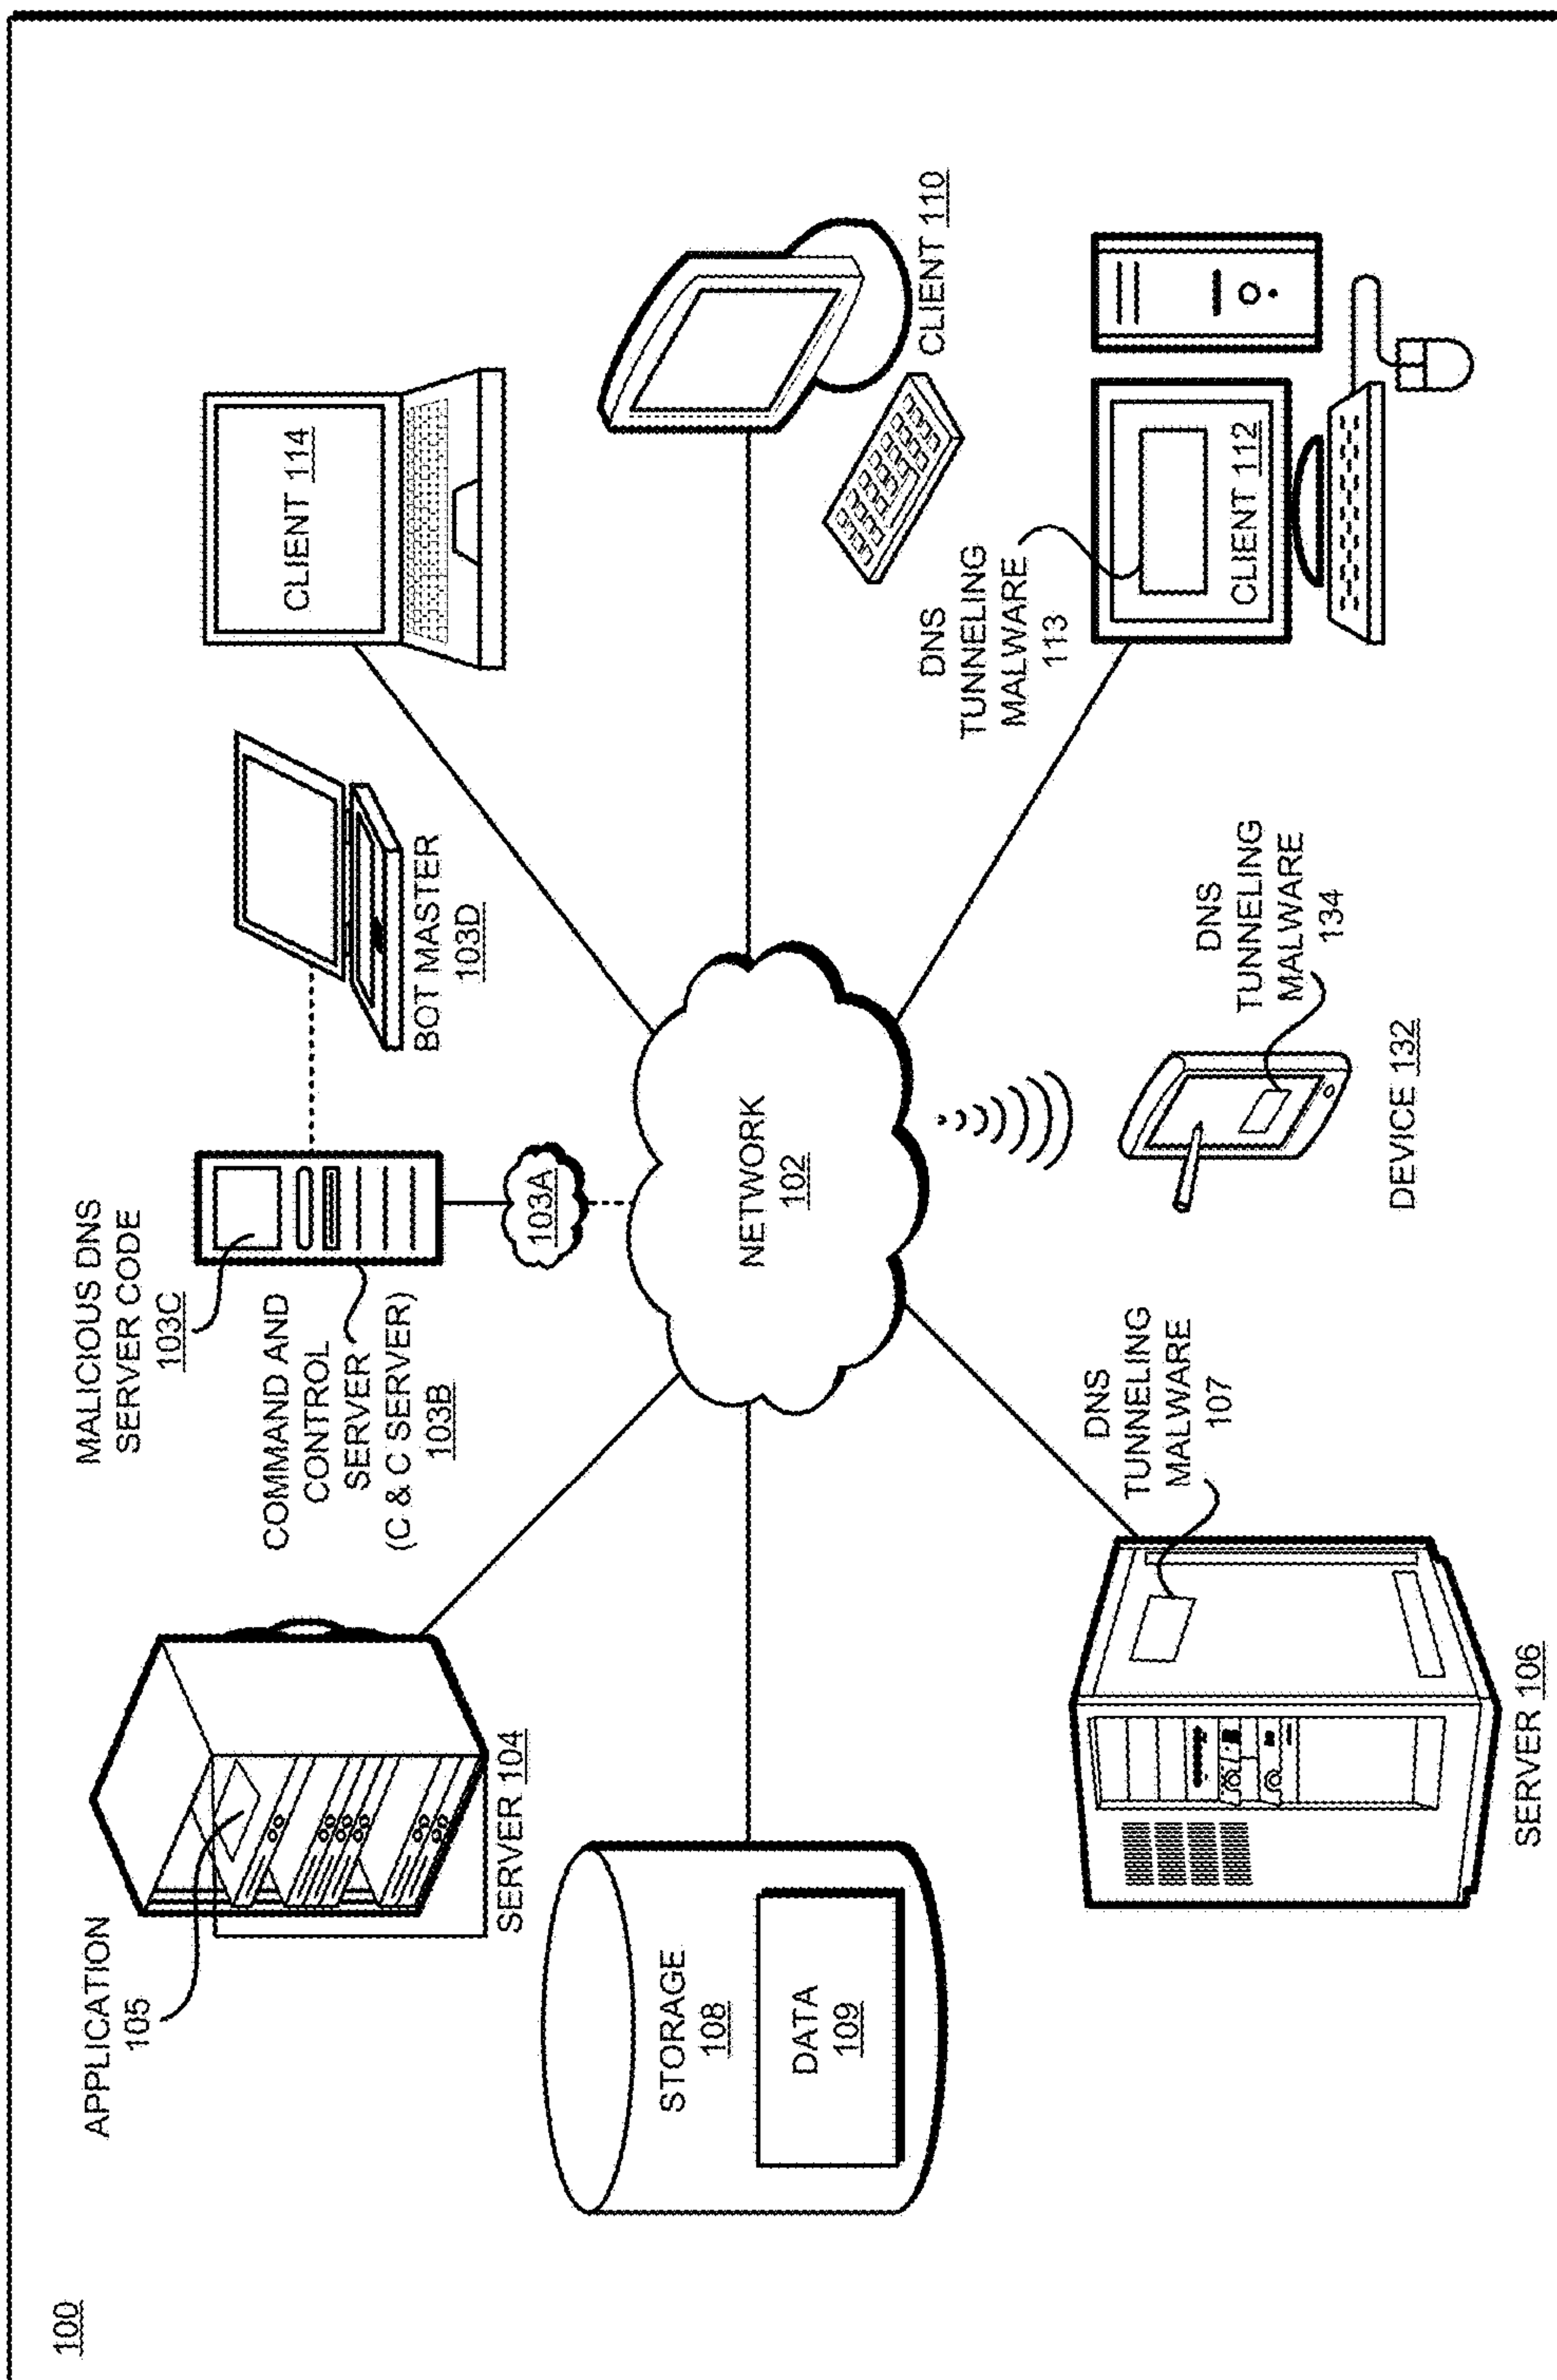 100
APPLICATION
105
SERVER 104
MALICIOUS DNS
SERVER CODE
103C
COMMAND AND
CONTROL
SERVER
(C & C SERVER)
103B
103A
BOT MASTER
103D
CLIENT 114
STORAGE
108
DATA
109
NETWORK
102
CLIENT 110
DNS
TUNNELING
MALWARE
107
SERVER 106
DNS
TUNNELING
MALWARE
134
DEVICE 132
DNS
TUNNELING
MALWARE
113
CLIENT 112